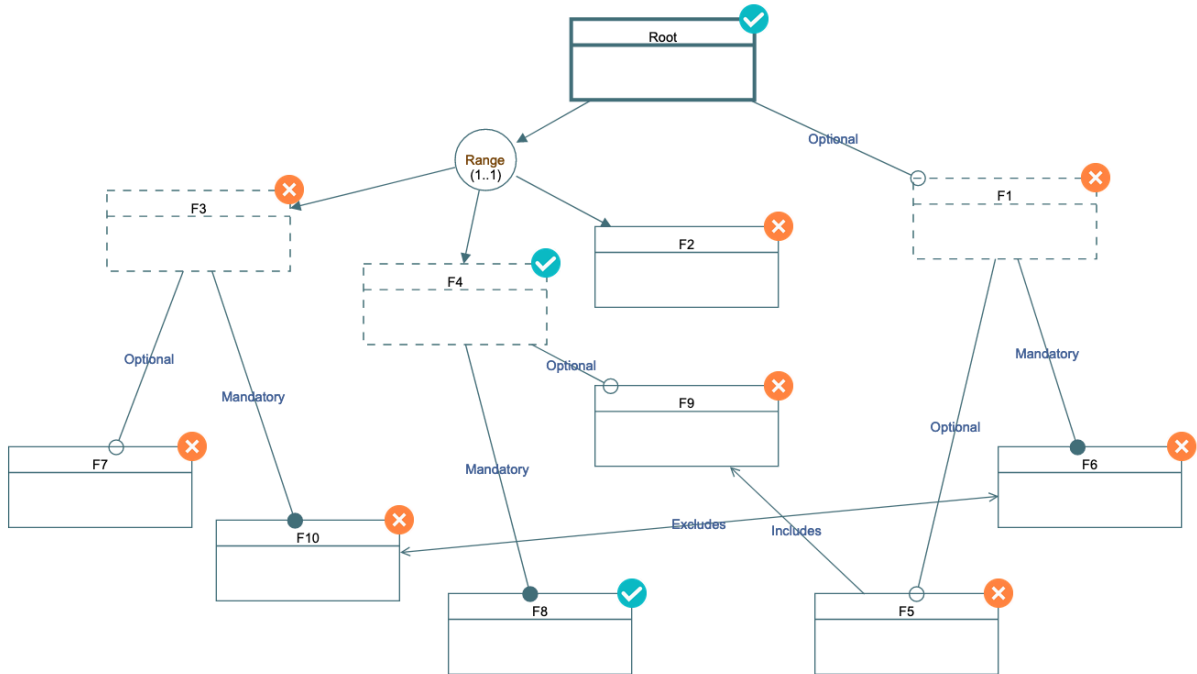 Root
Optional
Range
(1..1)
F3
F1
F2
F4
Optional
Optional
Mandatory
Mandatory
F9
Optional
F7
Mandatory
F6
Excludes
Includes
F10
F8
F5